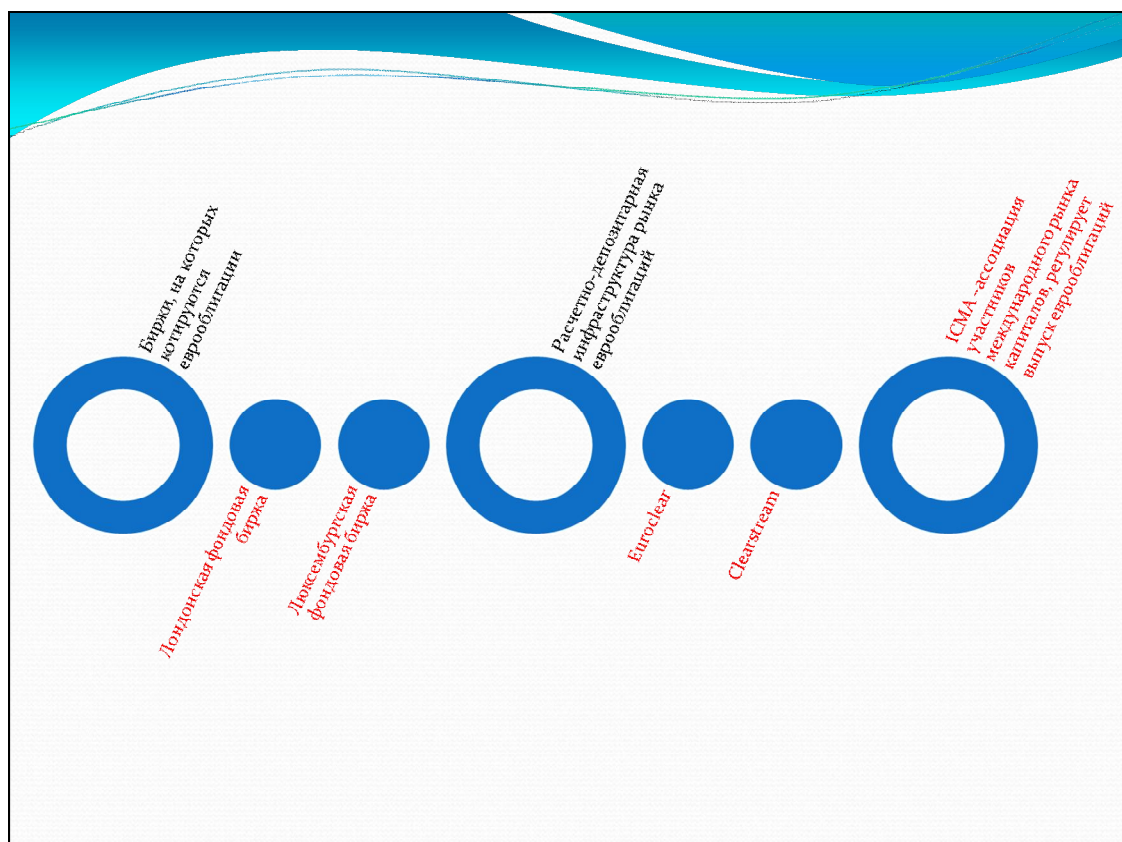 Биржи, на которых
котируются
еврооблигации
Лондонская фондовая
биржа
Люксембургская
фондовая биржа
Расчетно-депозитарная
инфраструктура рынка
еврооблигаций
Euroclear
Clearstream
ICMA -ассоциация
участников
международного рынка
капиталов, регулирует
выпуск еврооблигаций